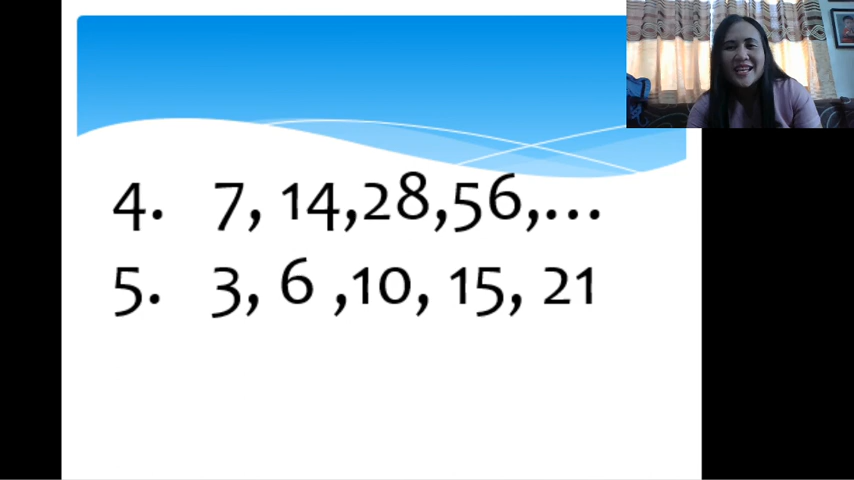 4. 7, 14,28,56,...
5. 3, 6 ,10, 15, 21